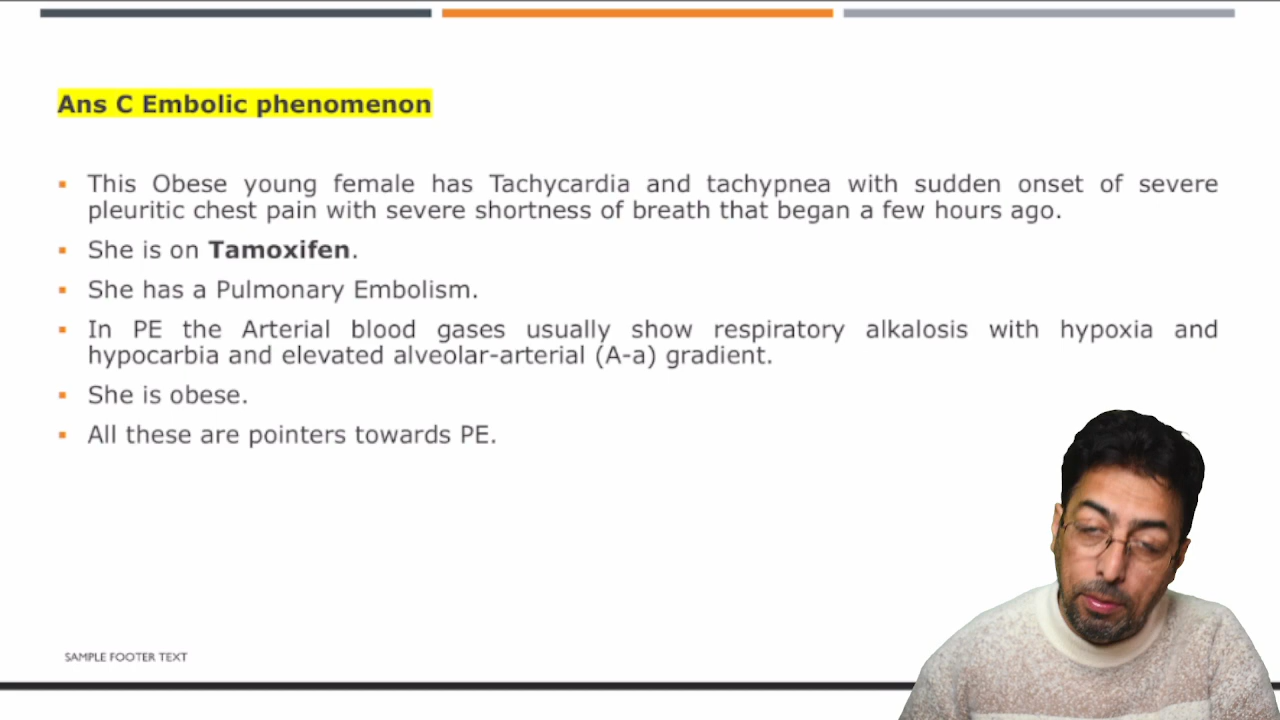 Ans C Embolic phenomenon
This Obese young female has Tachycardia and tachypnea with sudden onset of severe
pleuritic chest pain with severe shortness of breath that began a few hours ago.
She is on Tamoxifen.
She has a Pulmonary Embolism.
In PE the Arterial blood gases usually show respiratory alkalosis with hypoxia and
hypocarbia and elevated alveolar-arterial (A-a) gradient.
She is obese.
All these are pointers towards PE.
SAMPLE FOOTER TEXT